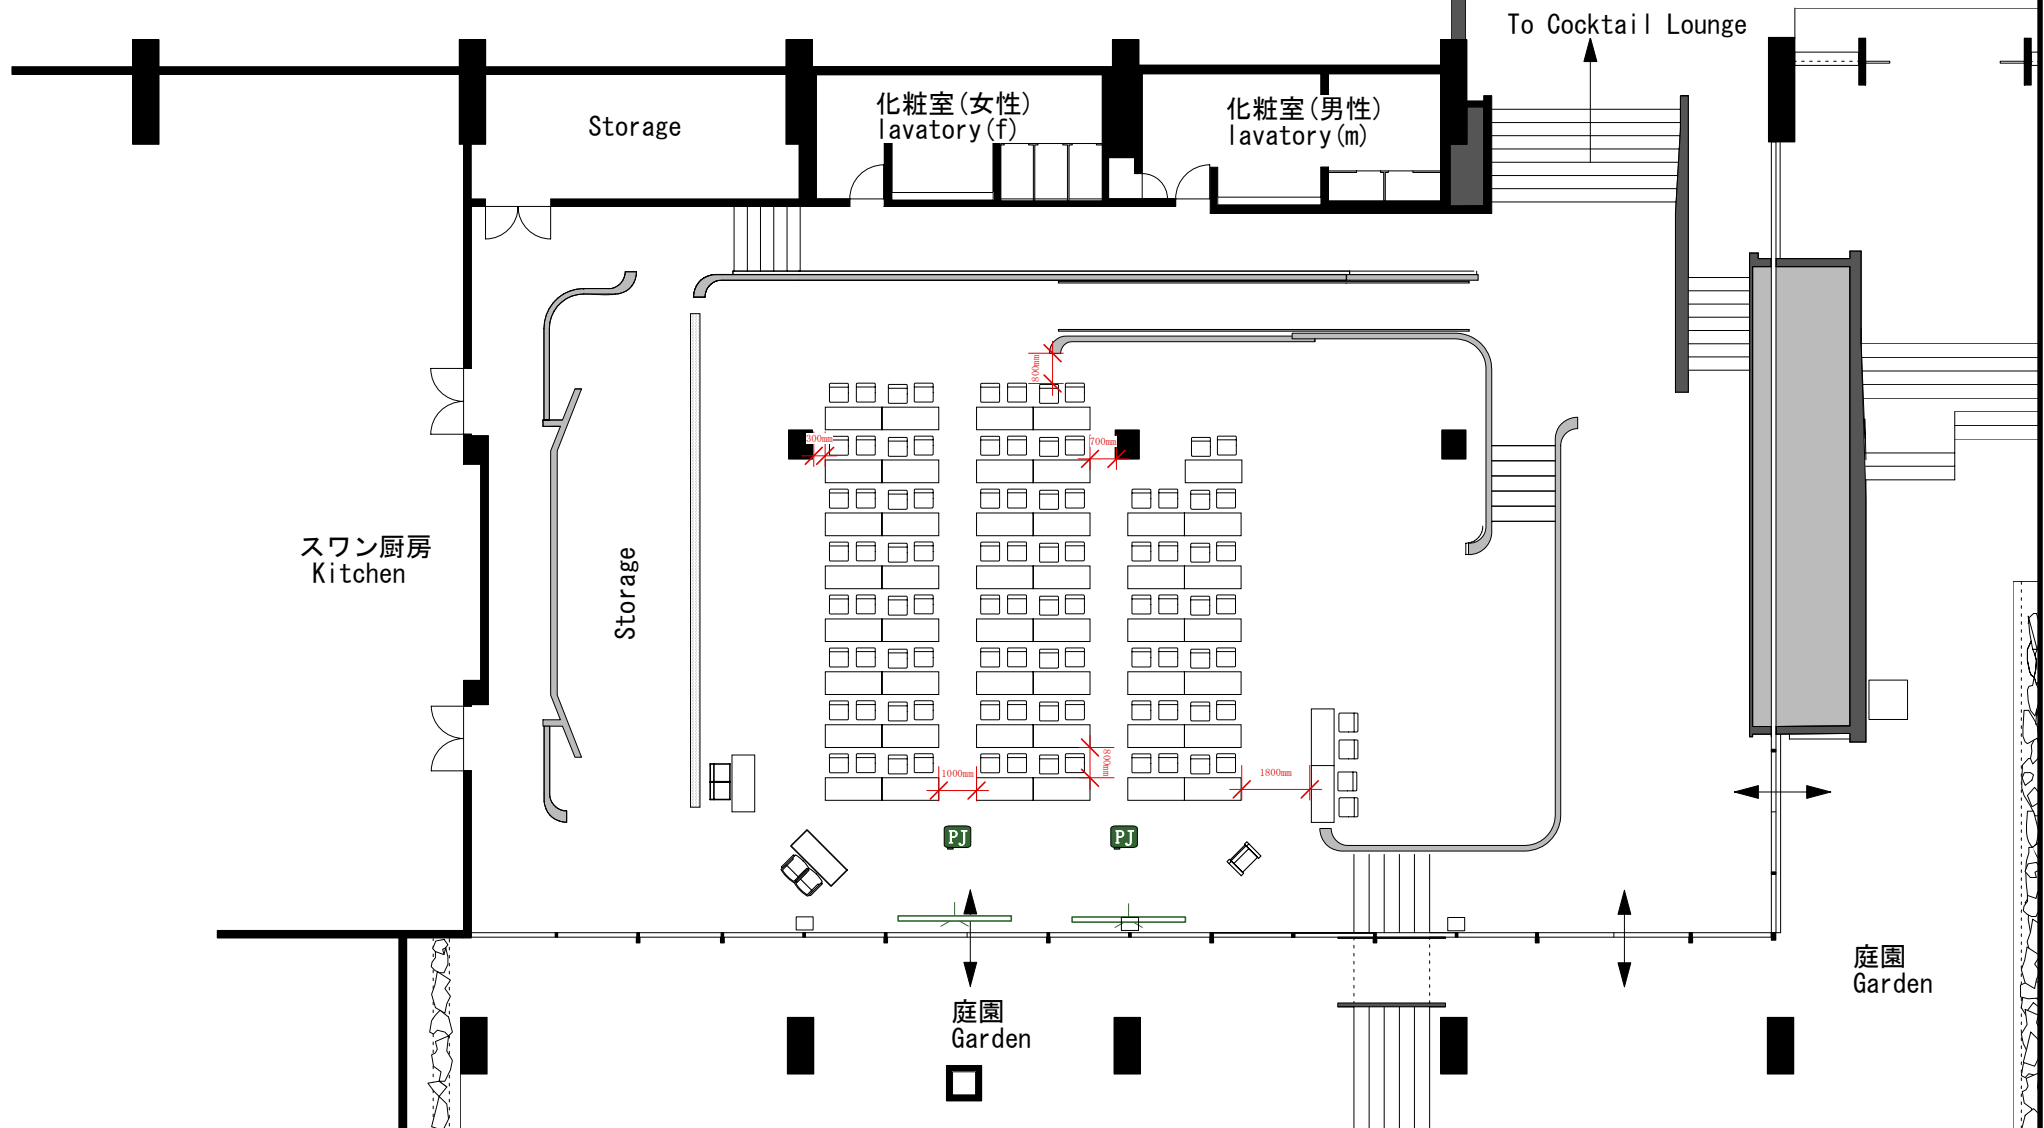 To Cocktail Lounge
化粧室(女性)
lavatory(f)
化粧室(男性)
lavatory(m)
Storage
800mm
300mm
700mm
スワン厨房
Kitchen
Storage
800mm
1000mm
1800mm
PJ
PJ
庭園
Garden
庭園
Garden